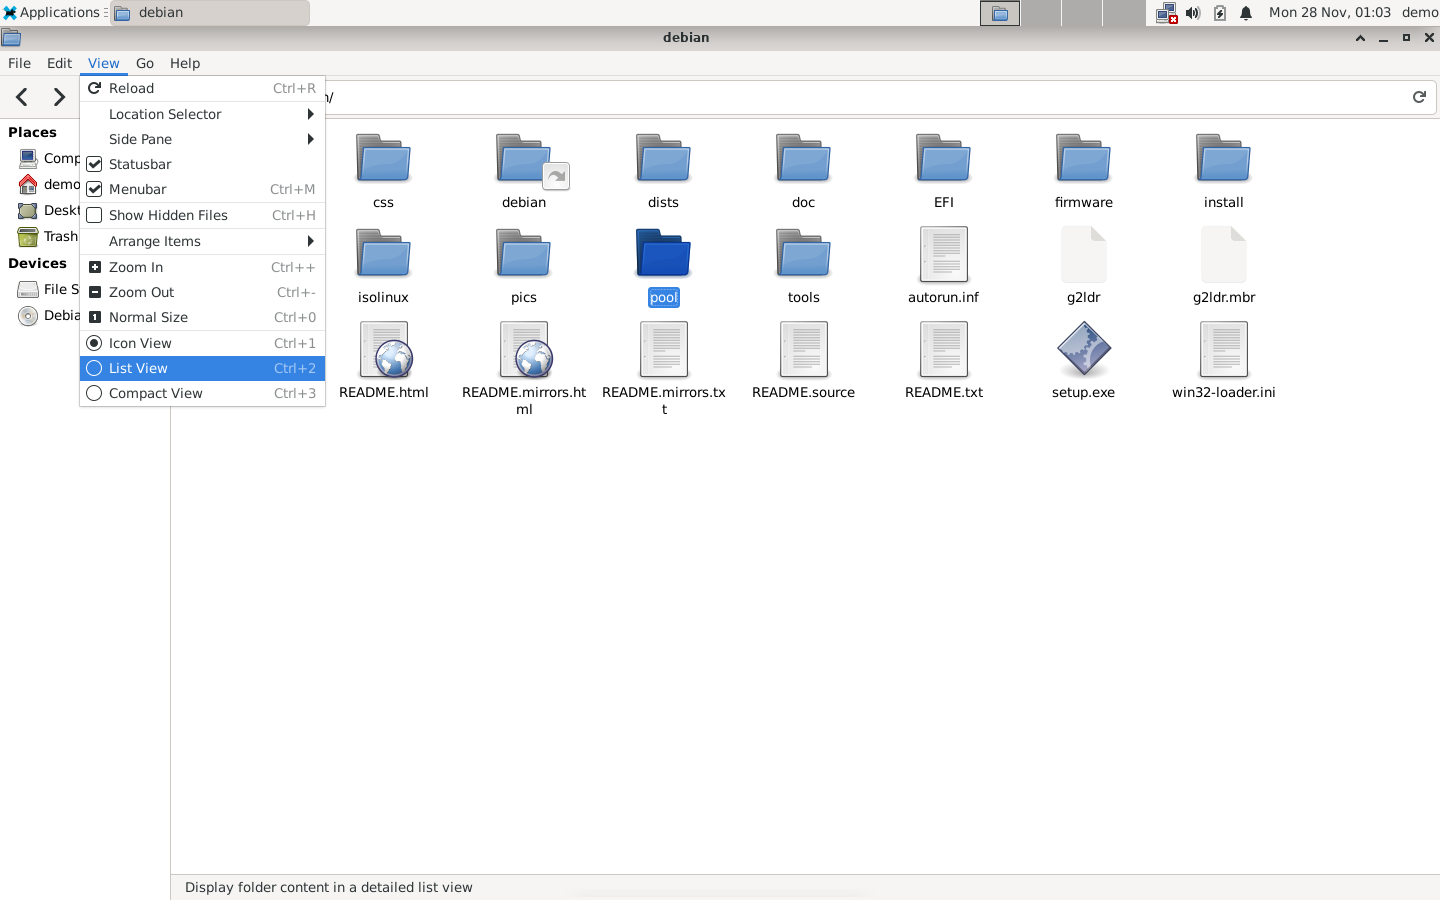 Applications
debian
Mon 28 Nov, 01:03
demo
debian
File Edit View Go Help
Reload Ctrl+R
Location Selector
Side Pane
Statusbar
Menubar Ctrl+M
Show Hidden Files Ctrl+H
Arrange Items
Zoom In Ctrl++
Zoom Out Ctrl+-
Normal Size Ctrl+0
Icon View Ctrl+1
List View Ctrl+2
Compact View Ctrl+3
Places
demo
Trash
Devices
css debian dists doc EFI firmware install
isolinux pics pool tools autorun.inf g2ldr g2ldr.mbr
README.html README.mirrors.html README.mirrors.txt README.source README.txt setup.exe win32-loader.ini
Display folder content in a detailed list view